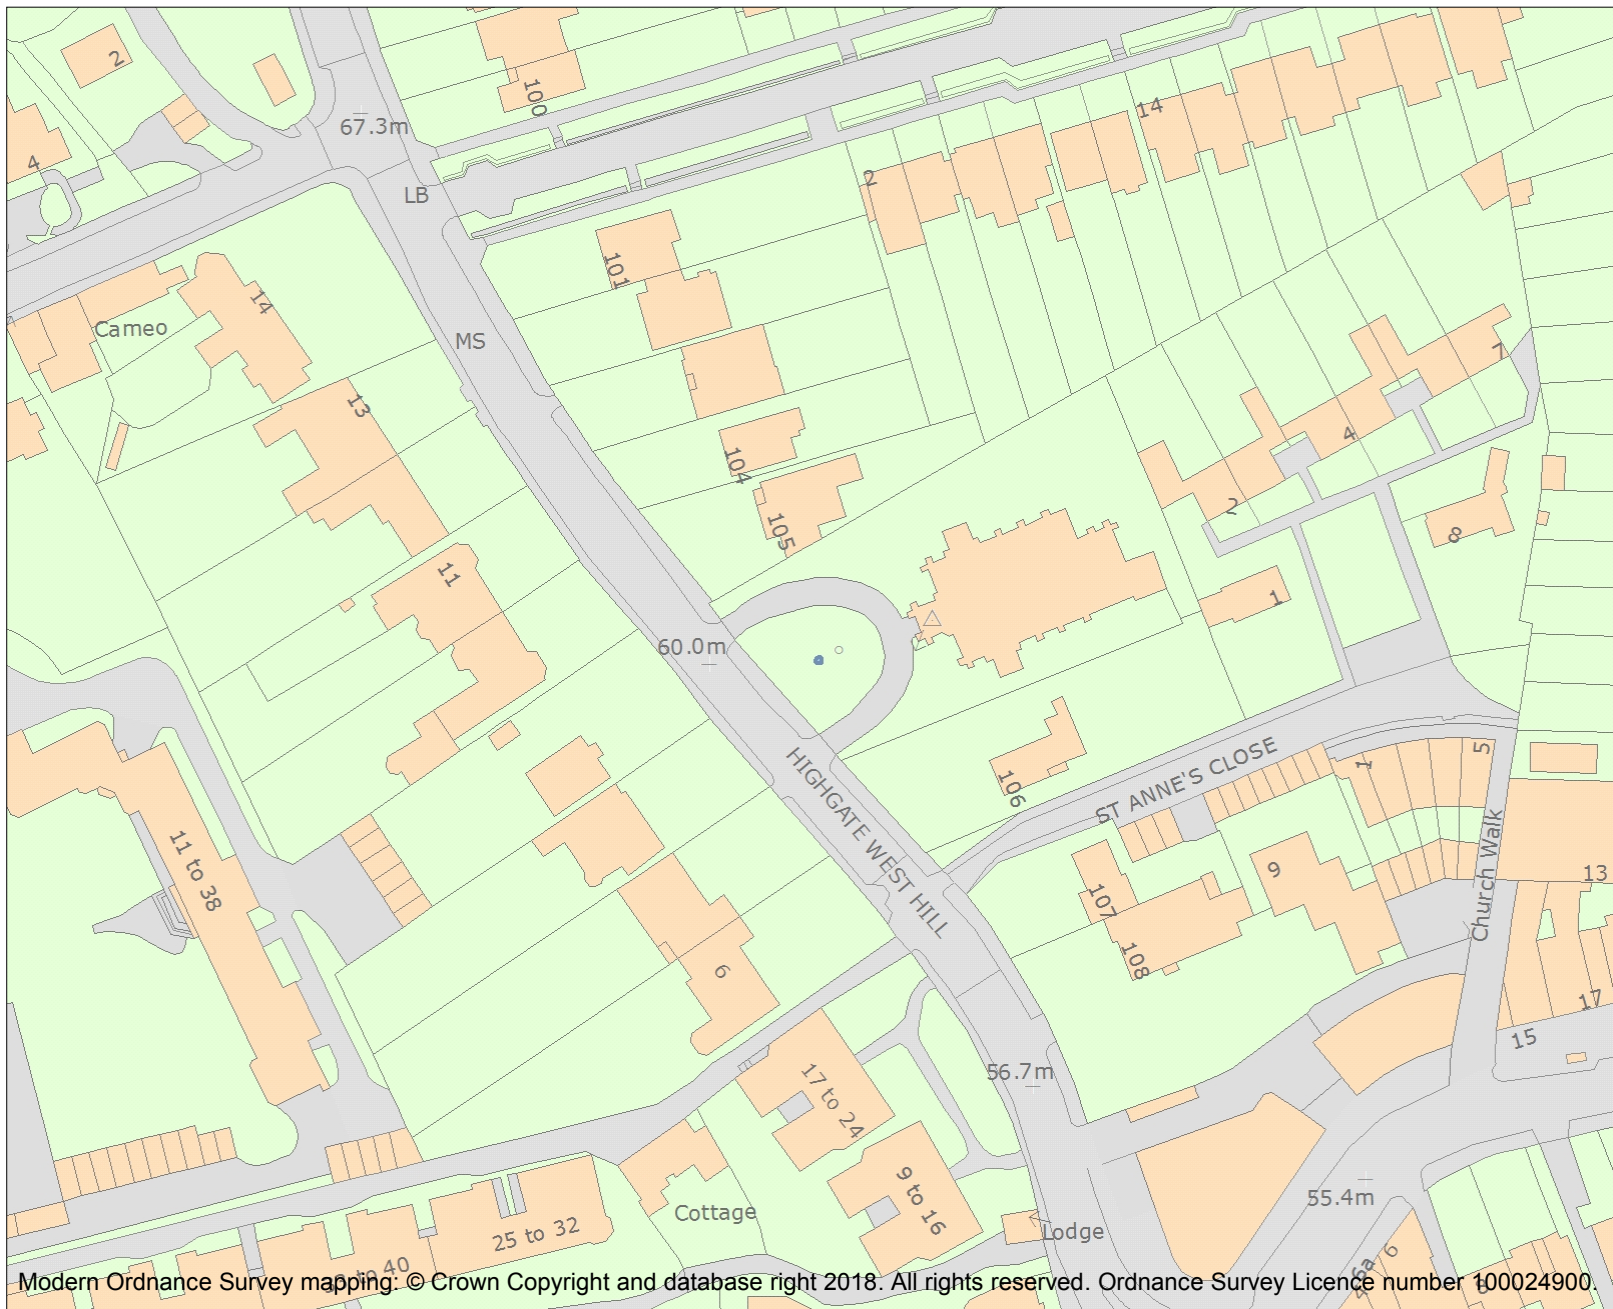 2
100
67.3m
14
4
LB
2
101
14
Cameo
MS
7
13
4
104
2
105
8
11
1
60.0m
HIGHGATE WEST HILL
106
ST ANNE'S CLOSE
1
5
11 to 38
107
9
Church Walk
13
108
6
17
15
56.7m
17 to 24
55.4m
9 to 16
Cottage
Lodge
25 to 32
6
Modern Ordnance Survey mapping: © Crown Copyright and database right 2018. All rights reserved. Ordnance Survey Licence number 100024900.